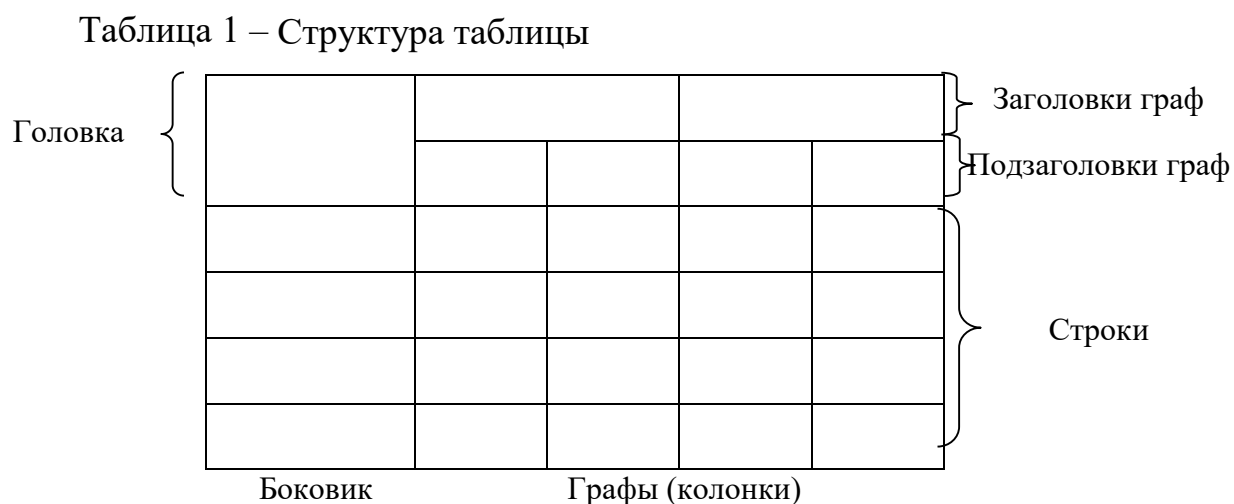 Таблица 1 – Структура таблицы
Заголовки граф
Головка
Подзаголовки граф
Строки
Боковик
Графы (колонки)